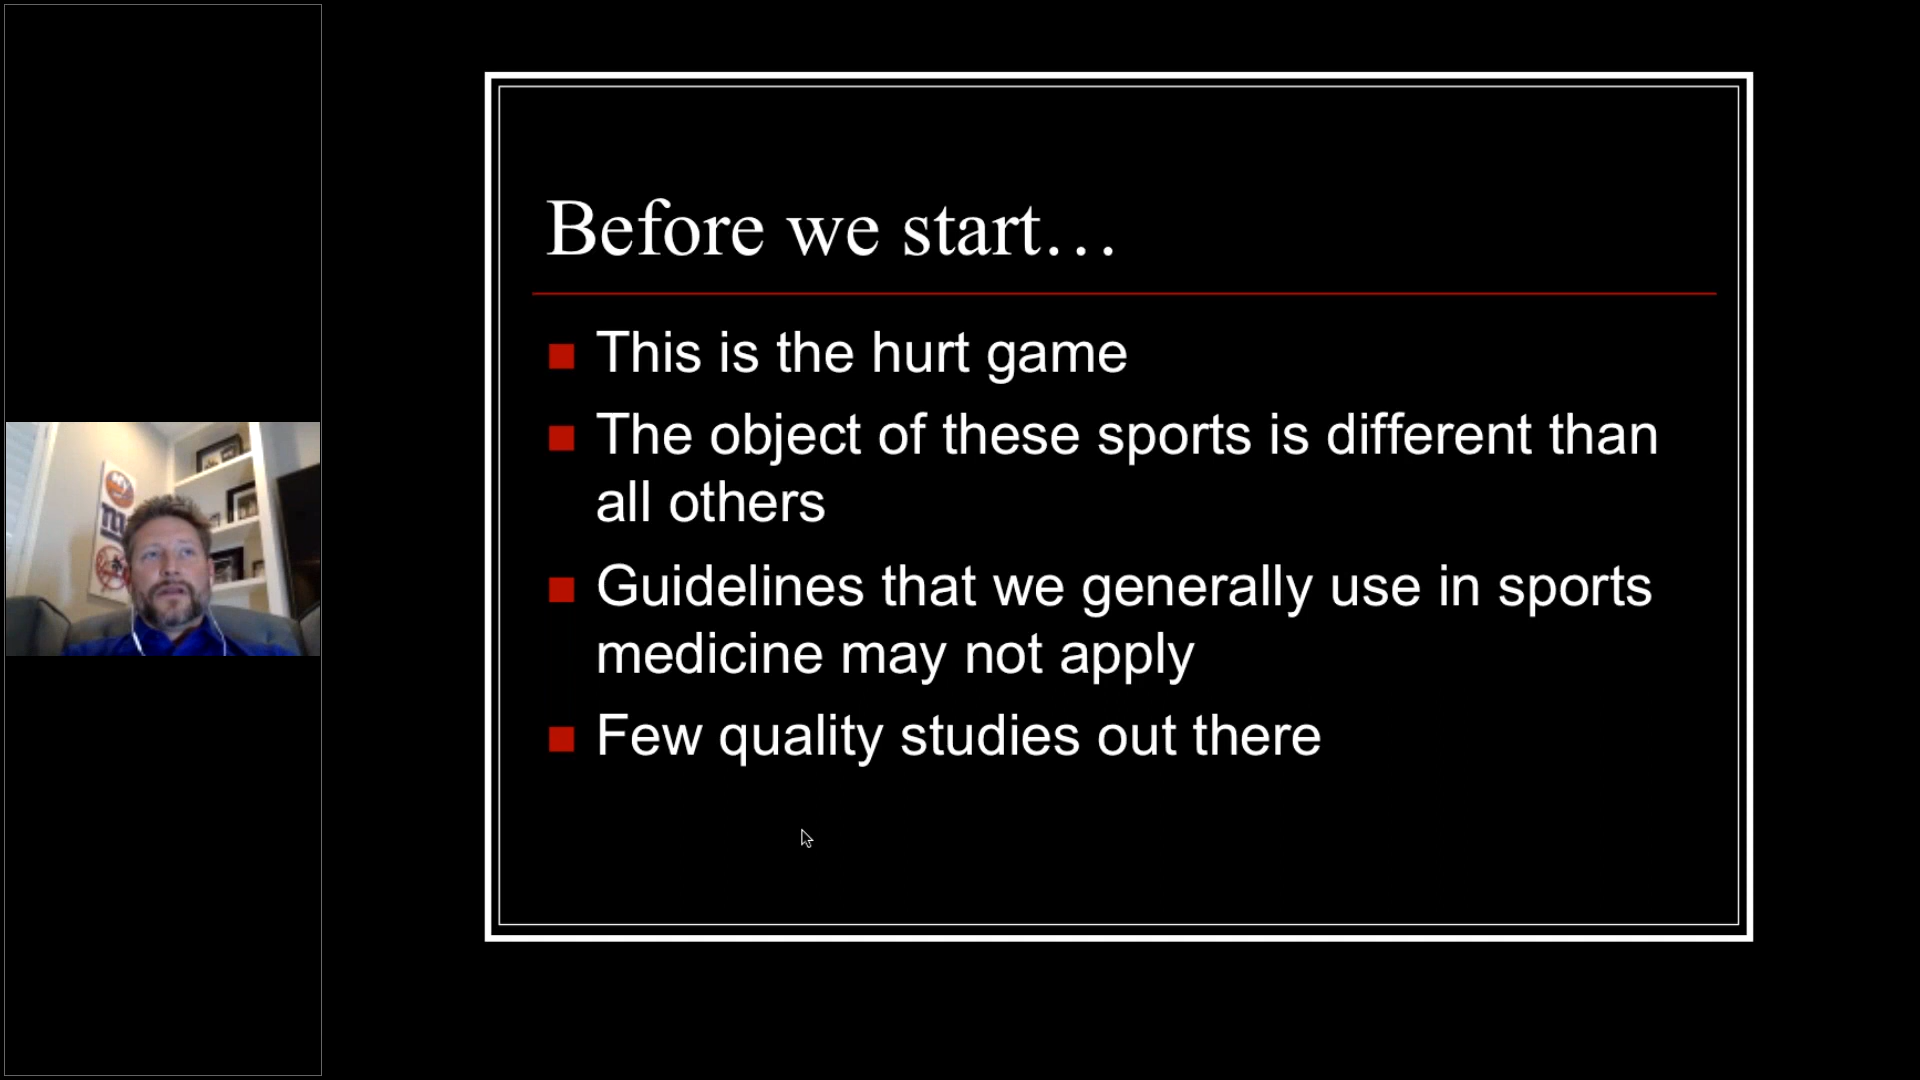 Before we start…
This is the hurt game
The object of these sports is different than
all others
Guidelines that we generally use in sports
medicine may not apply
Few quality studies out there